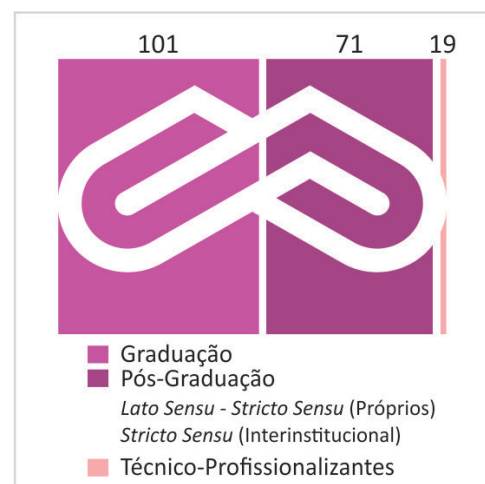 101 71 19
Graduação
Pós-Graduação
Lato Sensu - Stricto Sensu (Próprios)
Stricto Sensu (Interinstitucional)
Técnico-Profissionalizantes